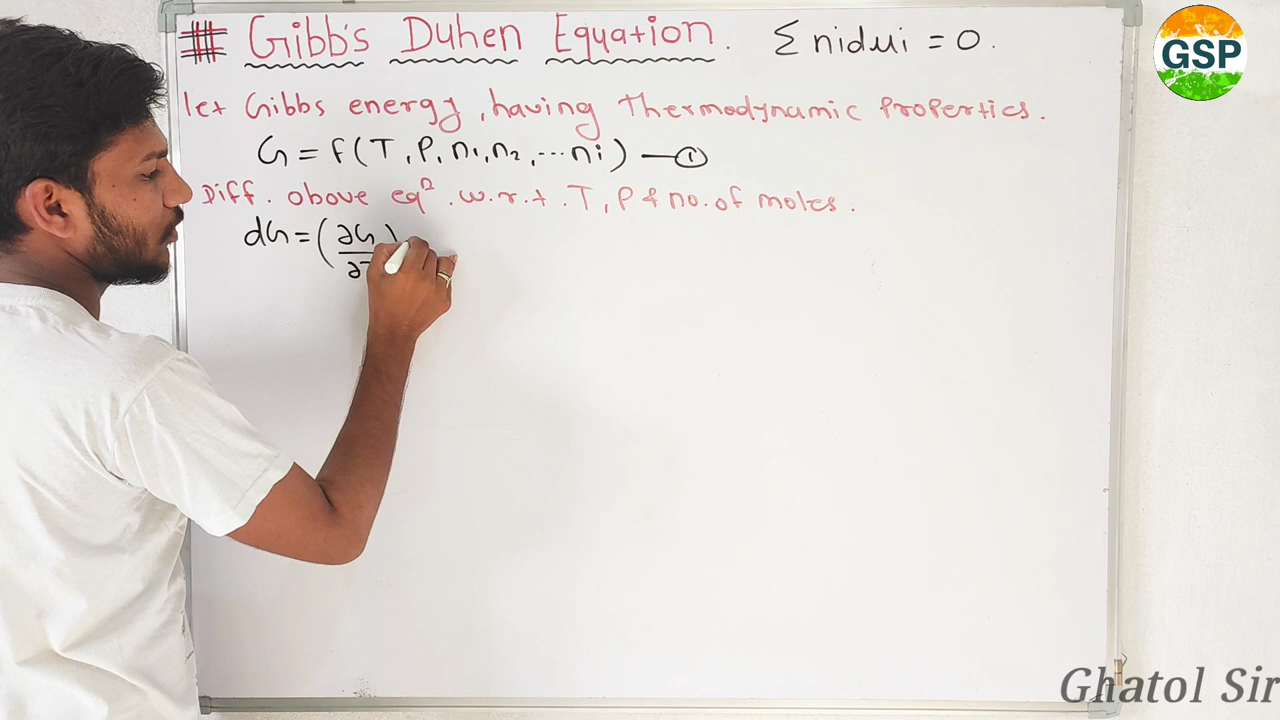 # Gibb's Duhen Equation. Σ nidμi = 0.
GSP
let Gibbs energy, having Thermodynamic Properties.
G = f(T, P, n1, n2, ... ni) —①
Diff. above eqⁿ. w.r.t. T, P & no. of moles.
dG = (∂G/∂T)
Ghatol Sir